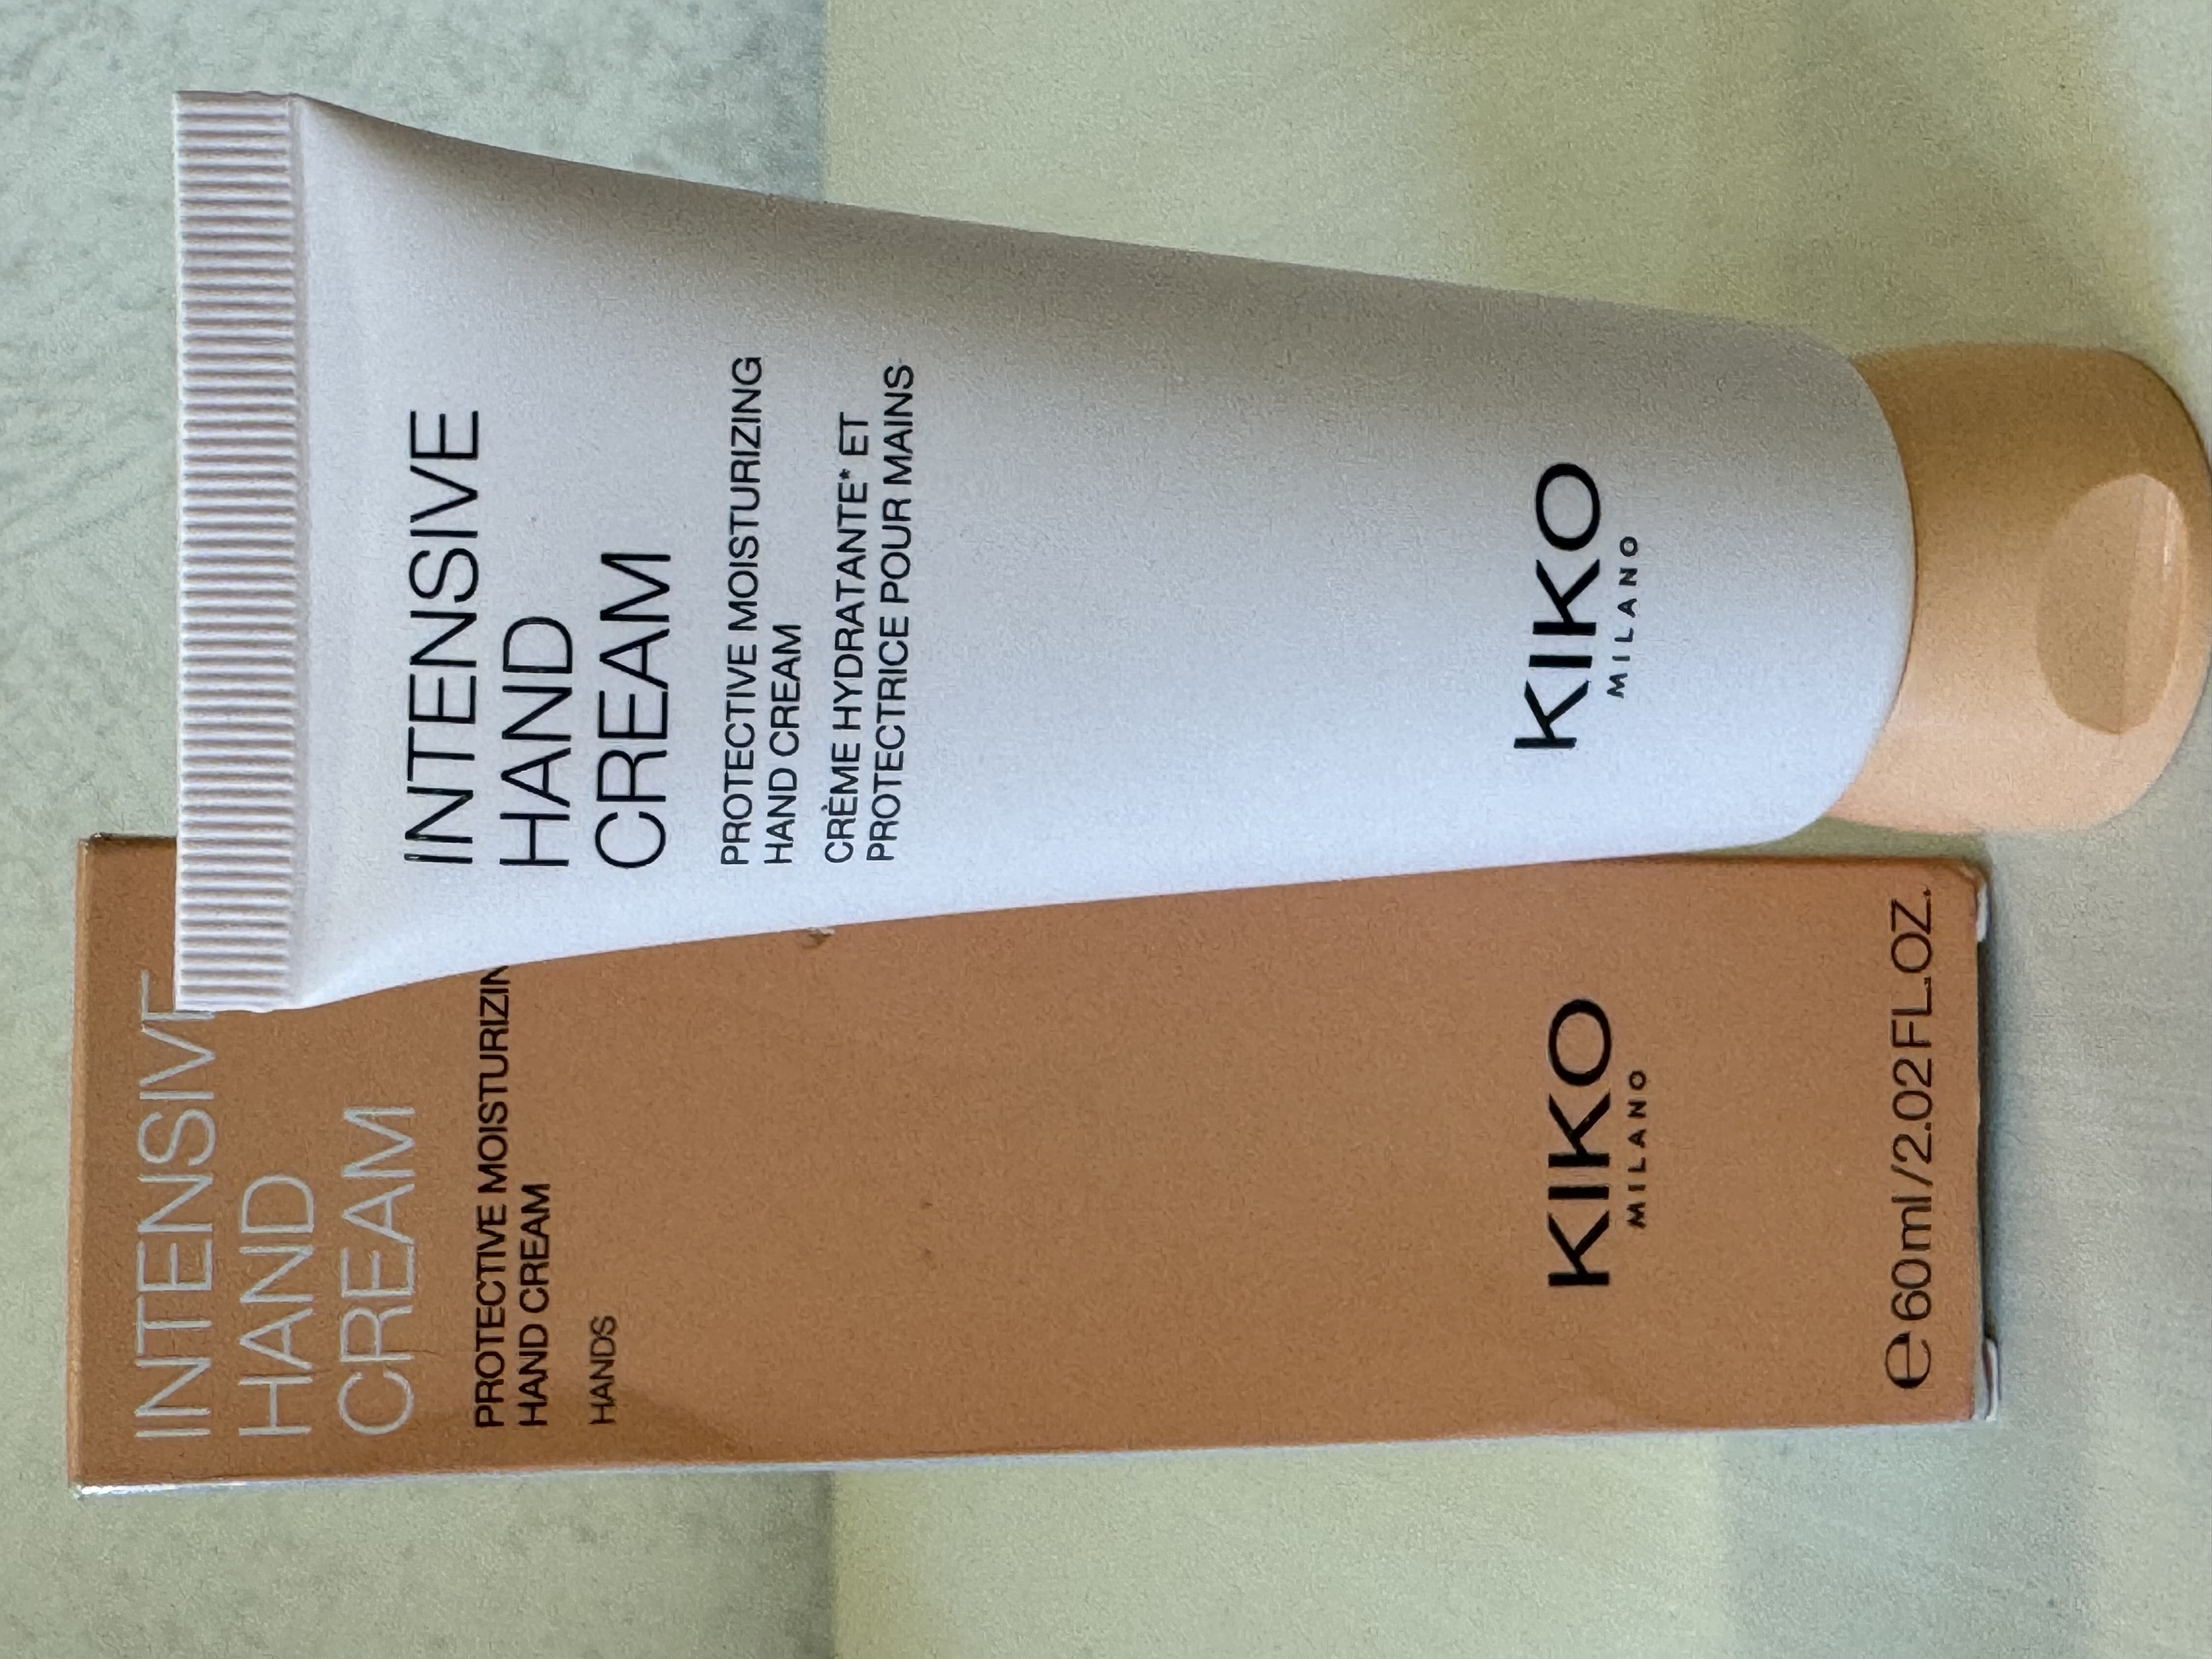 INTENSIVE
HAND
CREAM
PROTECTIVE MOISTURIZING
HAND CREAM
CRÈME HYDRATANTE* ET
PROTECTRICE POUR MAINS
KIKO
MILANO
INTENSIVE
HAND
CREAM
PROTECTIVE MOISTURIZIN
HAND CREAM
HANDS
KIKO
MILANO
℮ 60ml/2.02 FL.OZ.